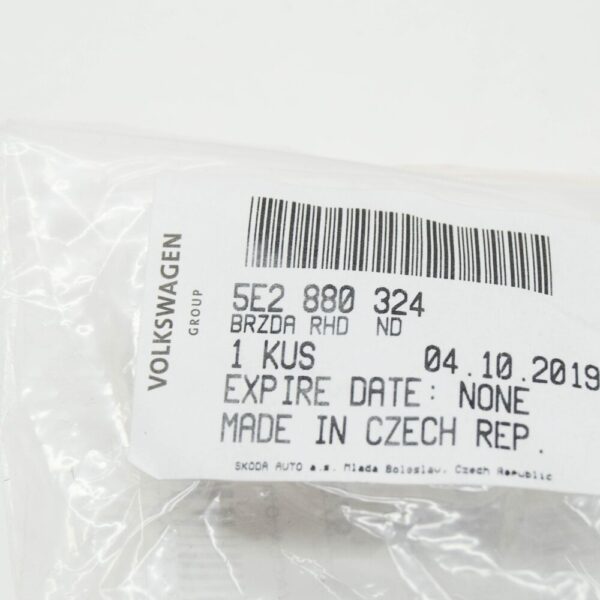 VOLKSWAGEN
GROUP
5E2 880 324
BRZDA RHD ND
1 KUS 04.10.2019
EXPIRE DATE: NONE
MADE IN CZECH REP.
SKODA AUTO a.s. Mlada Boleslav. Czech Republic